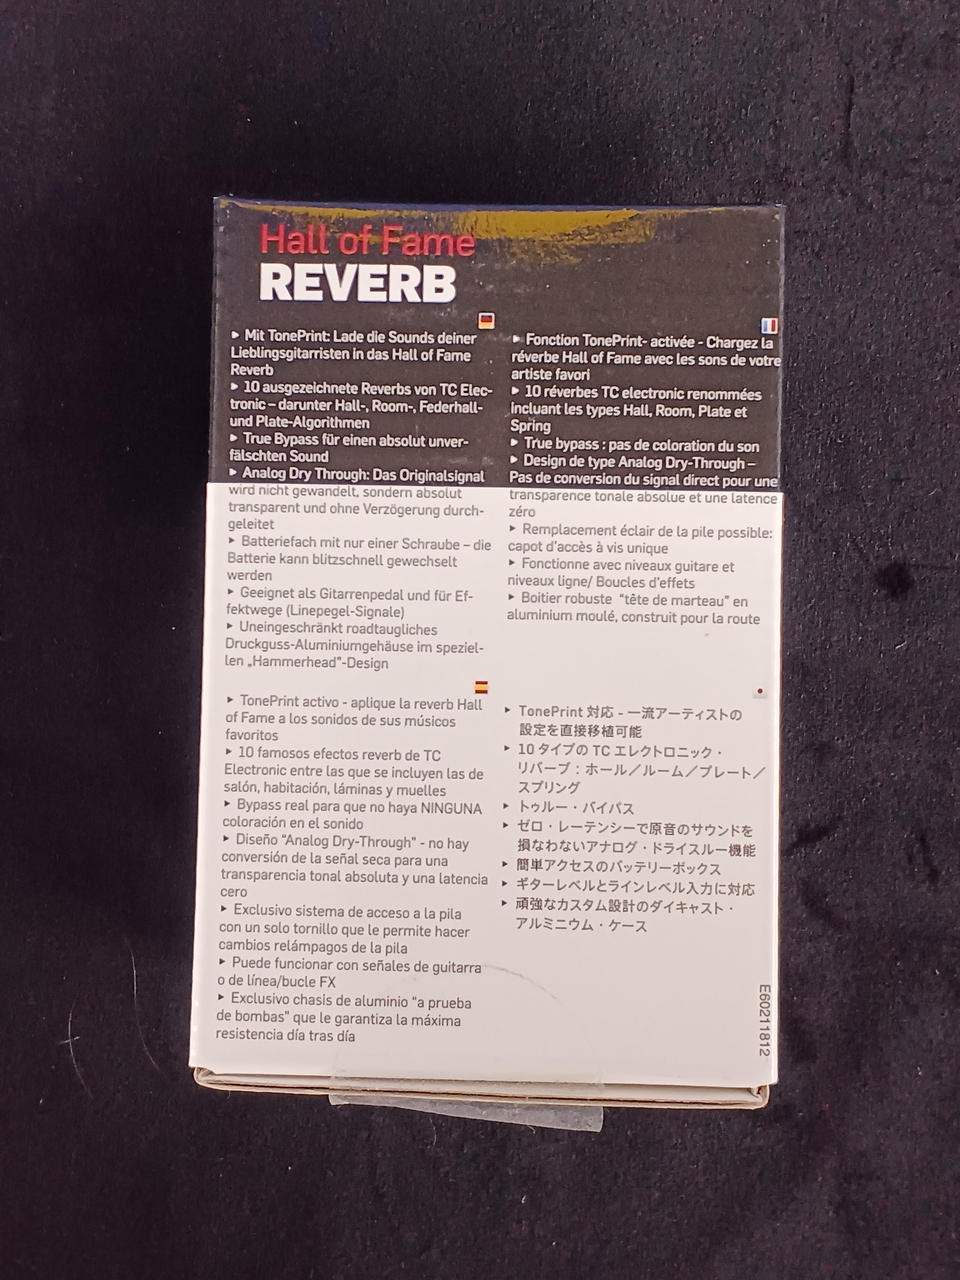 Hall of Fame
REVERB
▸ Mit TonePrint: Lade die Sounds deiner
Lieblingsgitarristen in das Hall of Fame
Reverb
▸ 10 ausgezeichnete Reverbs von TC Elec-
tronic – darunter Hall-, Room-, Federhall-
und Plate-Algorithmen
▸ True Bypass für einen absolut unver-
fälschten Sound
▸ Analog Dry Through: Das Originalsignal
wird nicht gewandelt, sondern absolut
transparent und ohne Verzögerung durch-
geleitet
▸ Batteriefach mit nur einer Schraube – die
Batterie kann blitzschnell gewechselt
werden
▸ Geeignet als Gitarrenpedal und für Ef-
fektwege (Linepegel-Signale)
▸ Uneingeschränkt roadtaugliches
Druckguss-Aluminiumgehäuse im speziel-
len „Hammerhead"-Design
▸ Fonction TonePrint- activée - Chargez la
réverbe Hall of Fame avec les sons de votre
artiste favori
▸ 10 réverbes TC electronic renommées
incluant les types Hall, Room, Plate et
Spring
▸ True bypass : pas de coloration du son
▸ Design de type Analog Dry-Through –
Pas de conversion du signal direct pour une
transparence tonale absolue et une latence
zéro
▸ Remplacement éclair de la pile possible:
capot d'accès à vis unique
▸ Fonctionne avec niveaux guitare et
niveaux ligne/ Boucles d'effets
▸ Boitier robuste "tête de marteau" en
aluminium moulé, construit pour la route
▸ TonePrint activo - aplique la reverb Hall
of Fame a los sonidos de sus músicos
favoritos
▸ 10 famosos efectos reverb de TC
Electronic entre las que se incluyen las de
salón, habitación, láminas y muelles
▸ Bypass real para que no haya NINGUNA
coloración en el sonido
▸ Diseño "Analog Dry-Through" - no hay
conversión de la señal seca para una
transparencia tonal absoluta y una latencia
cero
▸ Exclusivo sistema de acceso a la pila
con un solo tornillo que le permite hacer
cambios relámpagos de la pila
▸ Puede funcionar con señales de guitarra
o de línea/bucle FX
▸ Exclusivo chasis de aluminio "a prueba
de bombas" que le garantiza la máxima
resistencia día tras día
▸ TonePrint 対応 - 一流アーティストの
設定を直接移植可能
▸ 10 タイプの TC エレクトロニック・
リバーブ：ホール／ルーム／プレート／
スプリング
▸ トゥルー・バイパス
▸ ゼロ・レーテンシーで原音のサウンドを
損なわないアナログ・ドライスルー機能
▸ 簡単アクセスのバッテリーボックス
▸ ギターレベルとラインレベル入力に対応
▸ 頑強なカスタム設計のダイキャスト・
アルミニウム・ケース
E60211812